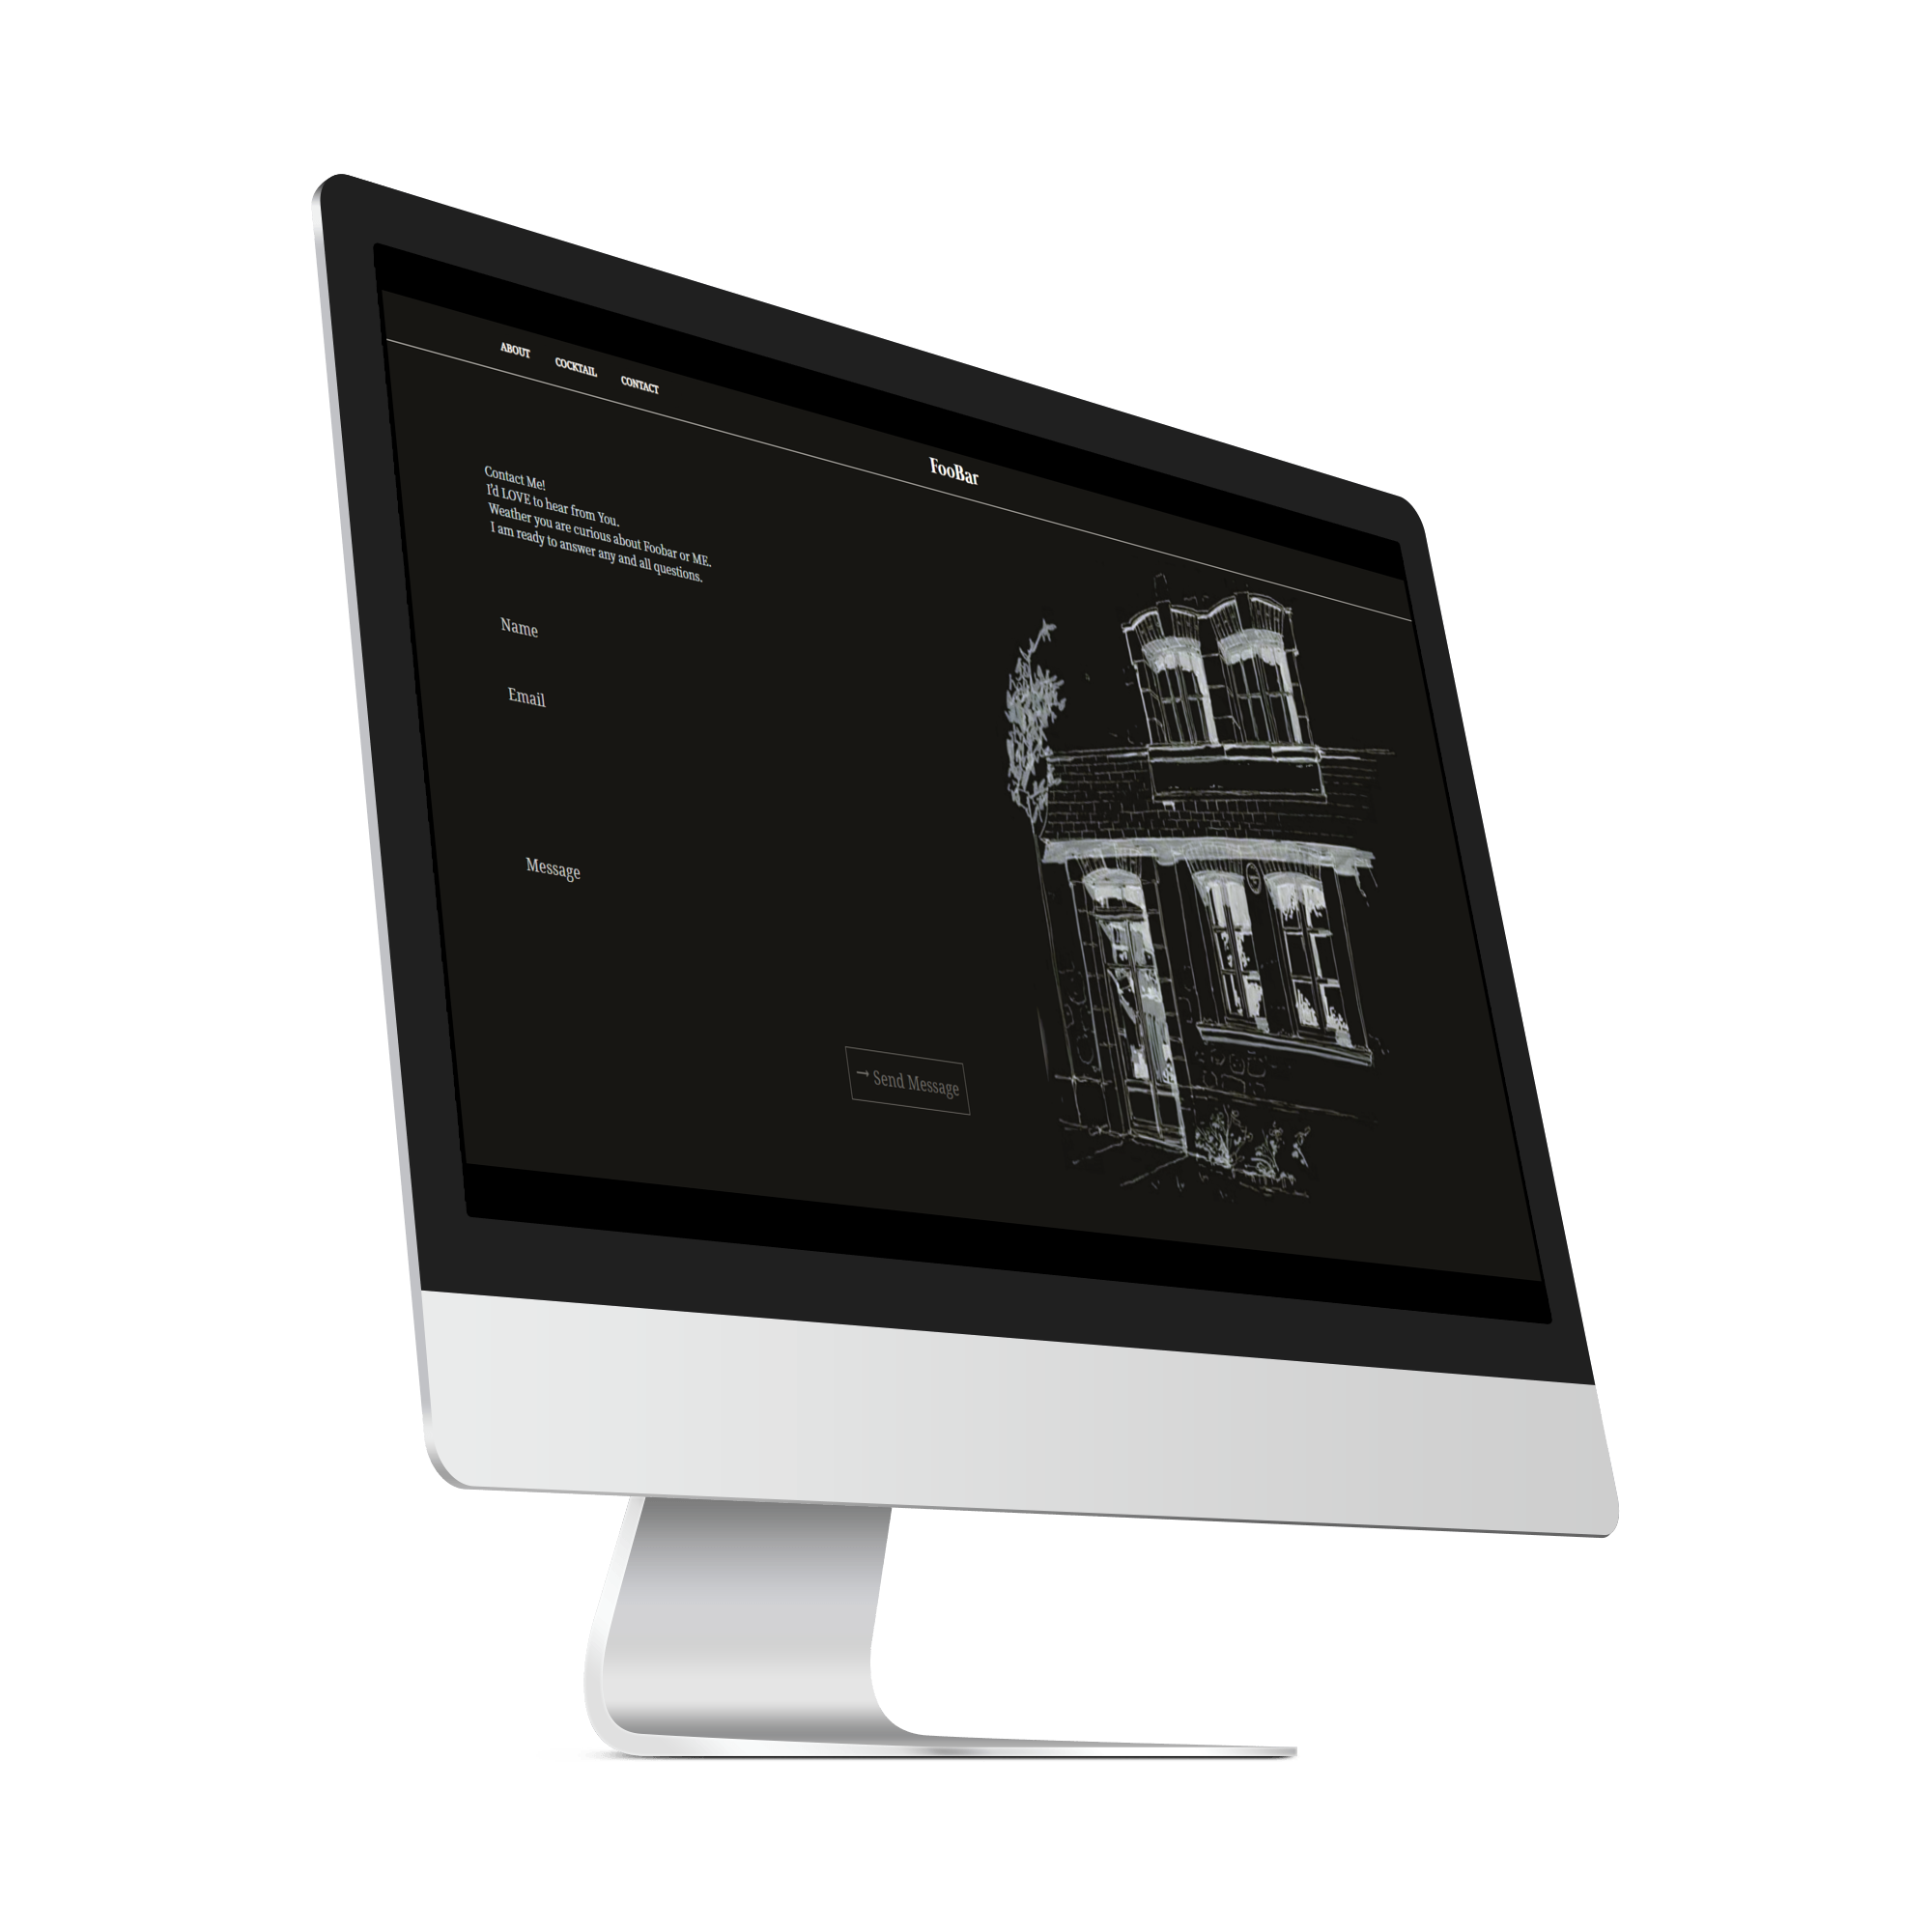 ABOUT COCKTAIL CONTACT
FooBar
Contact Me!
I'd LOVE to hear from You.
Weather you are curious about Foobar or ME.
I am ready to answer any and all questions.
Name
Email
Message
→ Send Message